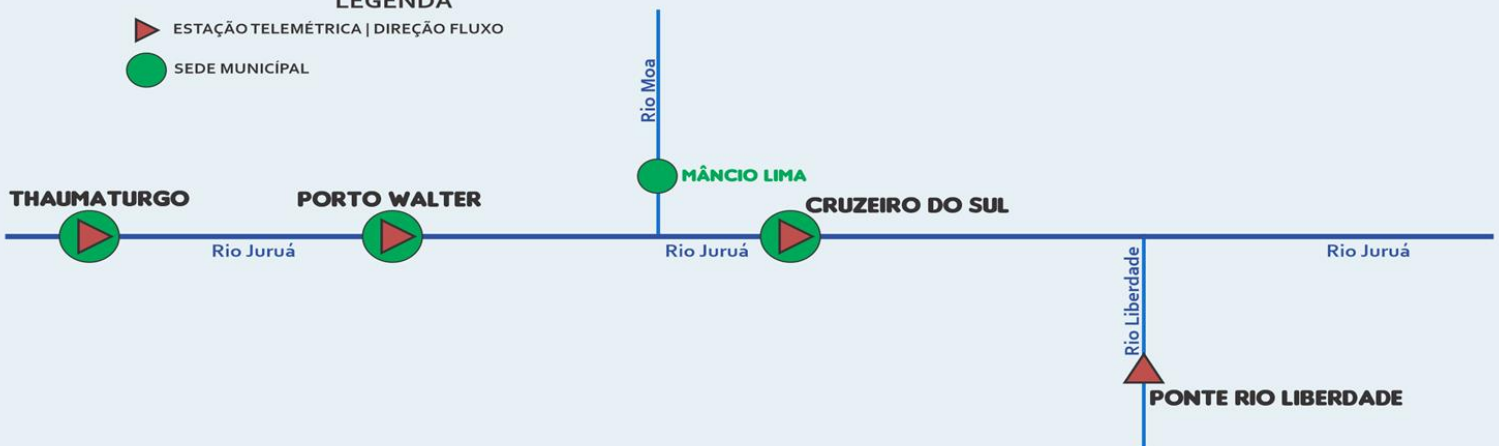 LEGENDA
ESTAÇÃO TELEMÉTRICA | DIREÇÃO FLUXO
SEDE MUNICÍPAL
Rio Moa
MÂNCIO LIMA
THAUMATURGO
PORTO WALTER
CRUZEIRO DO SUL
Rio Juruá
Rio Juruá
Rio Juruá
Rio Liberdade
PONTE RIO LIBERDADE